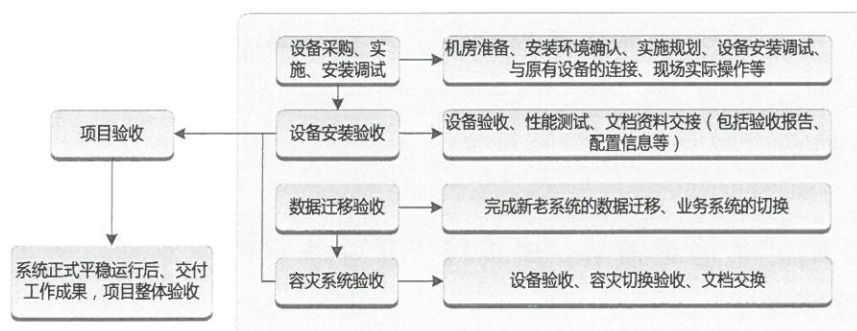 设备采购、实
施、安装调试
机房准备、安装环境确认、实施规划、设备安装调试、
与原有设备的连接、现场实际操作等
项目验收
设备安装验收
设备验收、性能测试、文档资料交接（包括验收报告、
配置信息等）
数据迁移验收
完成新老系统的数据迁移、业务系统的切换
系统正式平稳运行后、交付
工作成果，项目整体验收
容灾系统验收
设备验收、容灾切换验收、文档交换